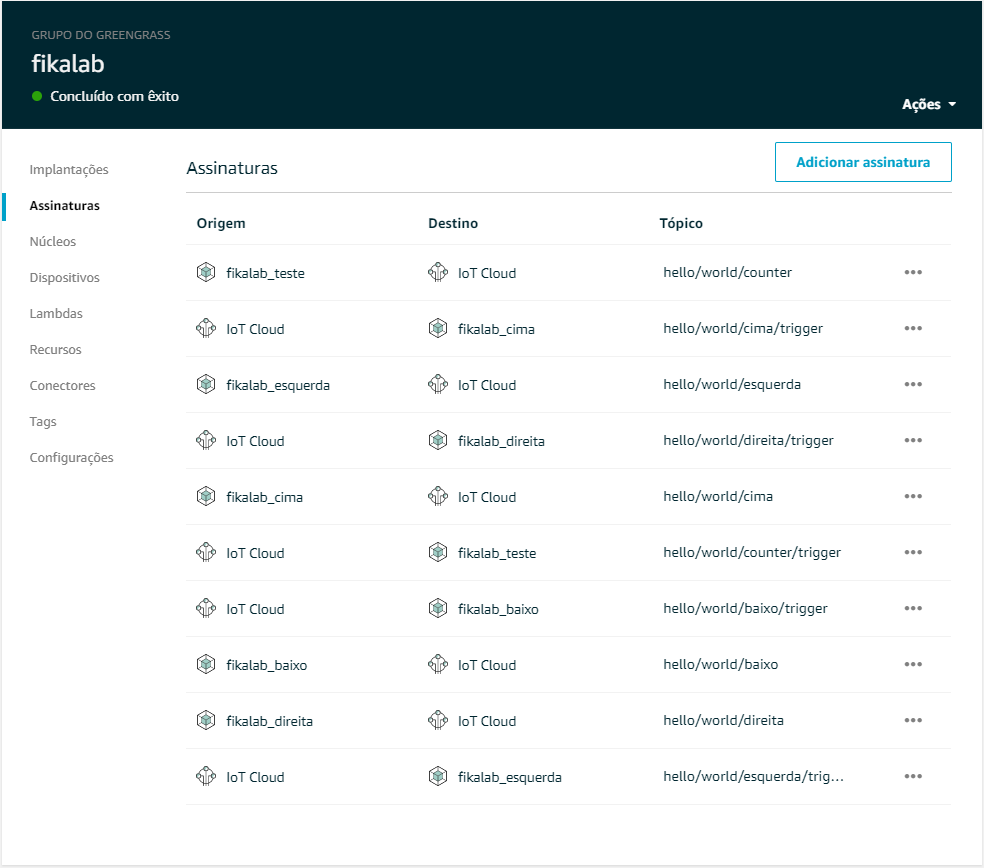 GRUPO DO GREENGRASS
fikalab
Concluído com êxito
Ações
Implantações
Assinaturas
Núcleos
Dispositivos
Lambdas
Recursos
Conectores
Tags
Configurações
Assinaturas
Adicionar assinatura
Origem Destino Tópico
fikalab_teste IoT Cloud hello/world/counter
IoT Cloud fikalab_cima hello/world/cima/trigger
fikalab_esquerda IoT Cloud hello/world/esquerda
IoT Cloud fikalab_direita hello/world/direita/trigger
fikalab_cima IoT Cloud hello/world/cima
IoT Cloud fikalab_teste hello/world/counter/trigger
IoT Cloud fikalab_baixo hello/world/baixo/trigger
fikalab_baixo IoT Cloud hello/world/baixo
fikalab_direita IoT Cloud hello/world/direita
IoT Cloud fikalab_esquerda hello/world/esquerda/trig...